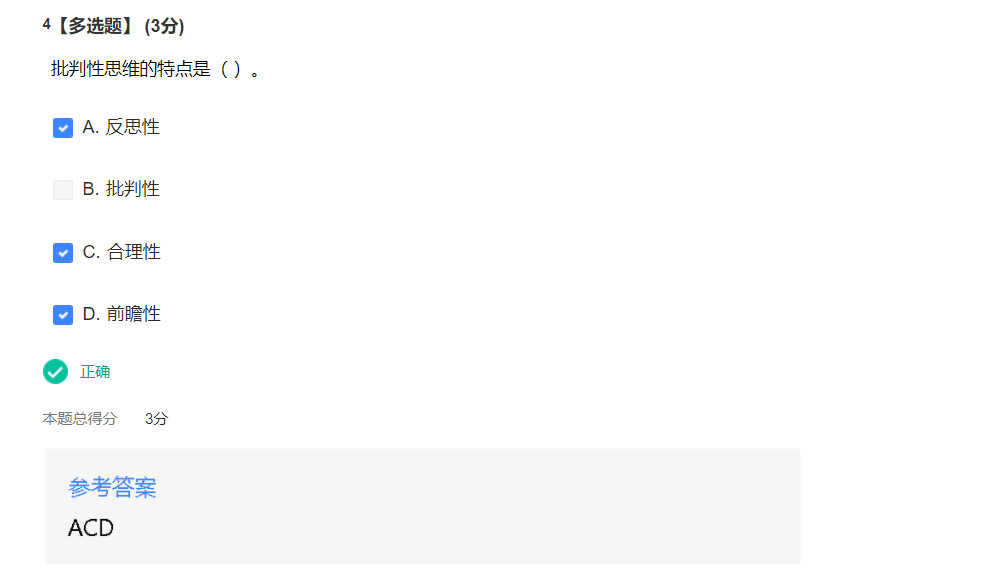 4【多选题】 (3分)
批判性思维的特点是（ ）。
A. 反思性
B. 批判性
C. 合理性
D. 前瞻性
正确
本题总得分 3分
参考答案
ACD